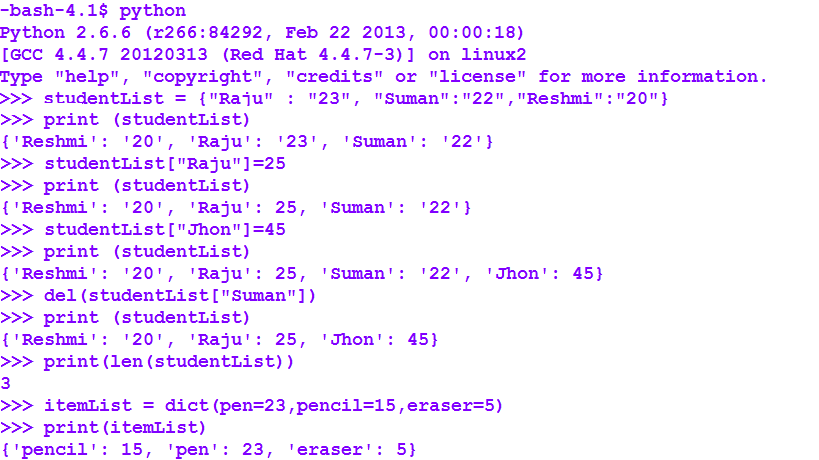 -bash-4.1$ python
Python 2.6.6 (r266:84292, Feb 22 2013, 00:00:18)
[GCC 4.4.7 20120313 (Red Hat 4.4.7-3)] on linux2
Type "help", "copyright", "credits" or "license" for more information.
>>> studentList = {"Raju" : "23", "Suman":"22","Reshmi":"20"}
>>> print (studentList)
{'Reshmi': '20', 'Raju': '23', 'Suman': '22'}
>>> studentList["Raju"]=25
>>> print (studentList)
{'Reshmi': '20', 'Raju': 25, 'Suman': '22'}
>>> studentList["Jhon"]=45
>>> print (studentList)
{'Reshmi': '20', 'Raju': 25, 'Suman': '22', 'Jhon': 45}
>>> del(studentList["Suman"])
>>> print (studentList)
{'Reshmi': '20', 'Raju': 25, 'Jhon': 45}
>>> print(len(studentList))
3
>>> itemList = dict(pen=23,pencil=15,eraser=5)
>>> print(itemList)
{'pencil': 15, 'pen': 23, 'eraser': 5}